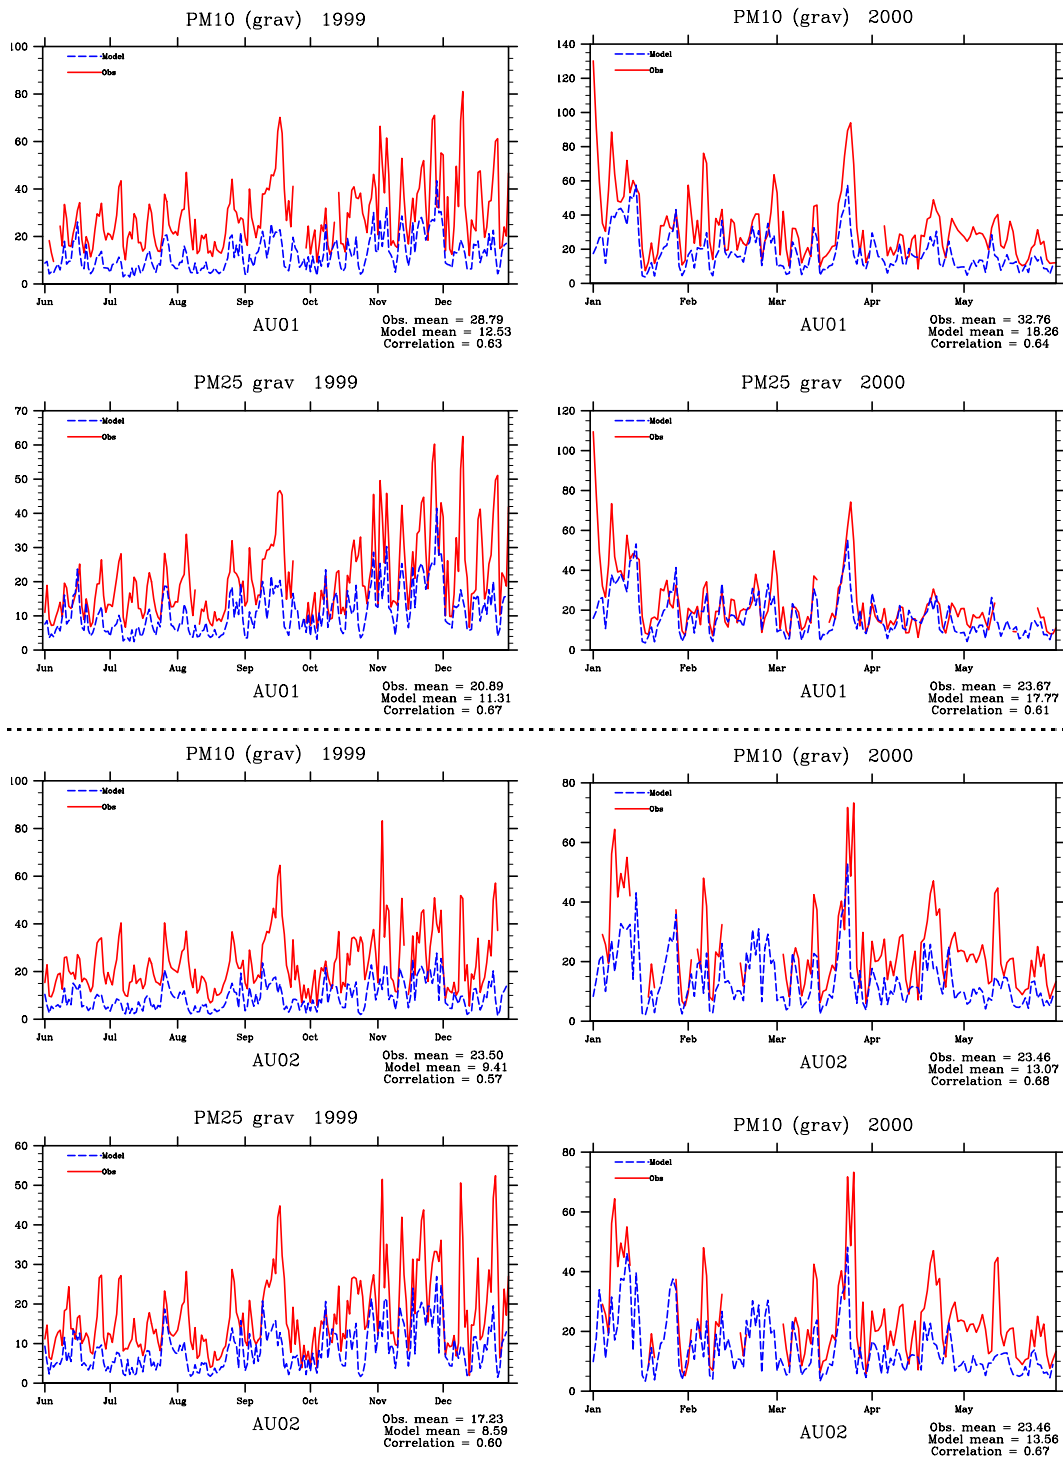 PM10 (grav) 1999
100
80
60
40
20
0
Model
Obs
Jun Jul Aug Sep Oct Nov Dec
AU01
Obs. mean = 28.79
Model mean = 12.53
Correlation = 0.63
PM10 (grav) 2000
140
120
100
80
60
40
20
0
Model
Obs
Jan Feb Mar Apr May
AU01
Obs. mean = 32.76
Model mean = 18.26
Correlation = 0.64
PM25 grav 1999
70
60
50
40
30
20
10
0
Model
Obs
Jun Jul Aug Sep Oct Nov Dec
AU01
Obs. mean = 20.89
Model mean = 11.31
Correlation = 0.67
PM25 grav 2000
120
100
80
60
40
20
0
Model
Obs
Jan Feb Mar Apr May
AU01
Obs. mean = 23.67
Model mean = 17.77
Correlation = 0.61
PM10 (grav) 1999
100
80
60
40
20
0
Model
Obs
Jun Jul Aug Sep Oct Nov Dec
AU02
Obs. mean = 23.50
Model mean = 9.41
Correlation = 0.57
PM10 (grav) 2000
80
60
40
20
0
Model
Obs
Jan Feb Mar Apr May
AU02
Obs. mean = 23.46
Model mean = 13.07
Correlation = 0.68
PM25 grav 1999
60
50
40
30
20
10
0
Model
Obs
Jun Jul Aug Sep Oct Nov Dec
AU02
Obs. mean = 17.23
Model mean = 8.59
Correlation = 0.60
PM10 (grav) 2000
80
60
40
20
0
Model
Obs
Jan Feb Mar Apr May
AU02
Obs. mean = 23.46
Model mean = 13.56
Correlation = 0.67